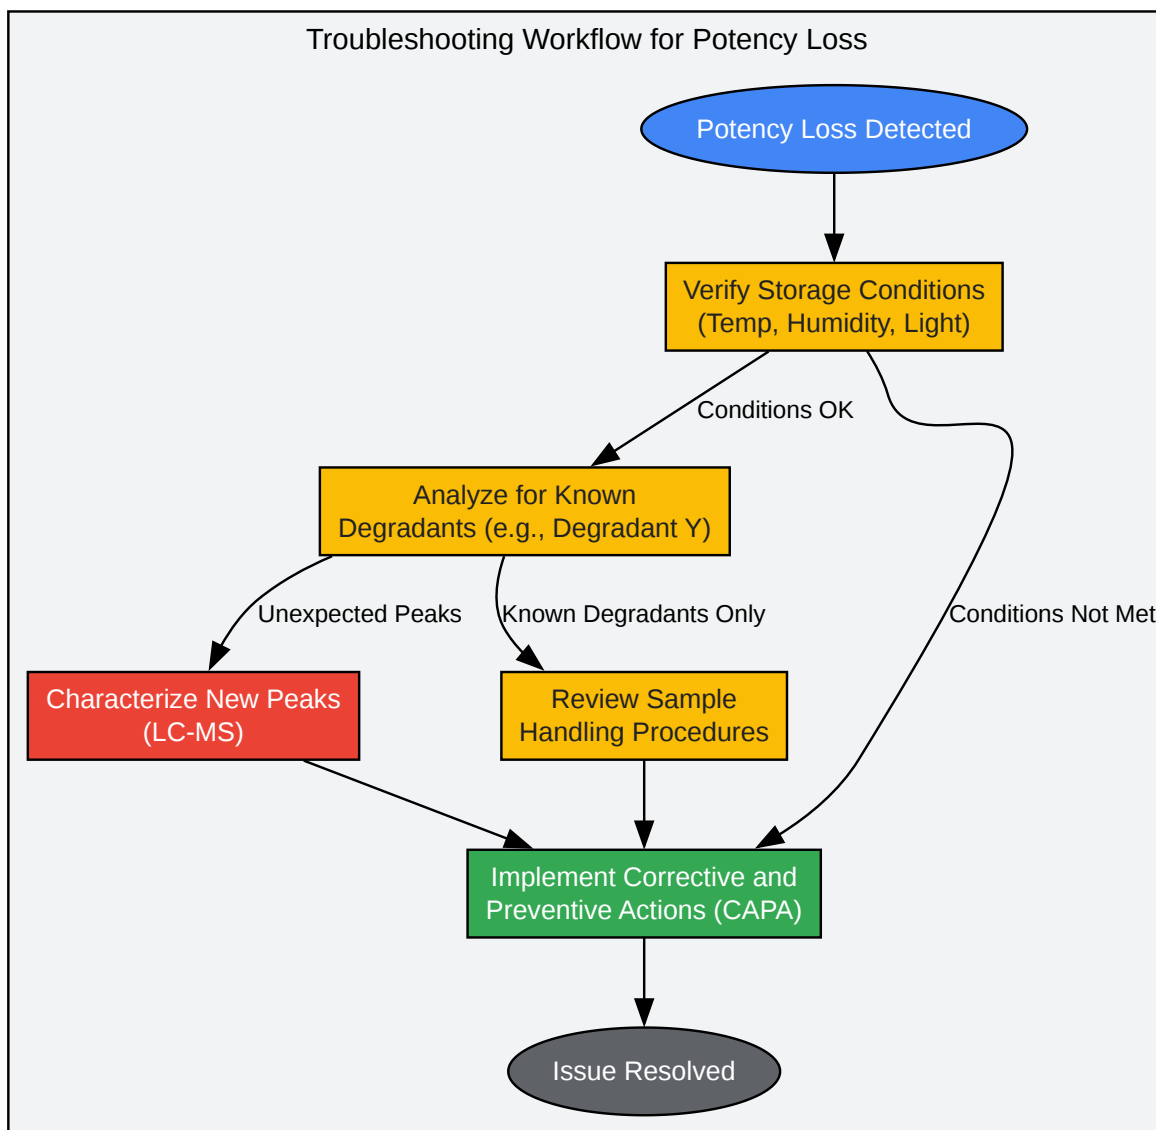 Troubleshooting Workflow for Potency Loss
Potency Loss Detected
Verify Storage Conditions
(Temp, Humidity, Light)
Conditions OK
Analyze for Known
Degradants (e.g., Degradant Y)
Unexpected Peaks
Known Degradants Only
Conditions Not Met
Characterize New Peaks
(LC-MS)
Review Sample
Handling Procedures
Implement Corrective and
Preventive Actions (CAPA)
Issue Resolved